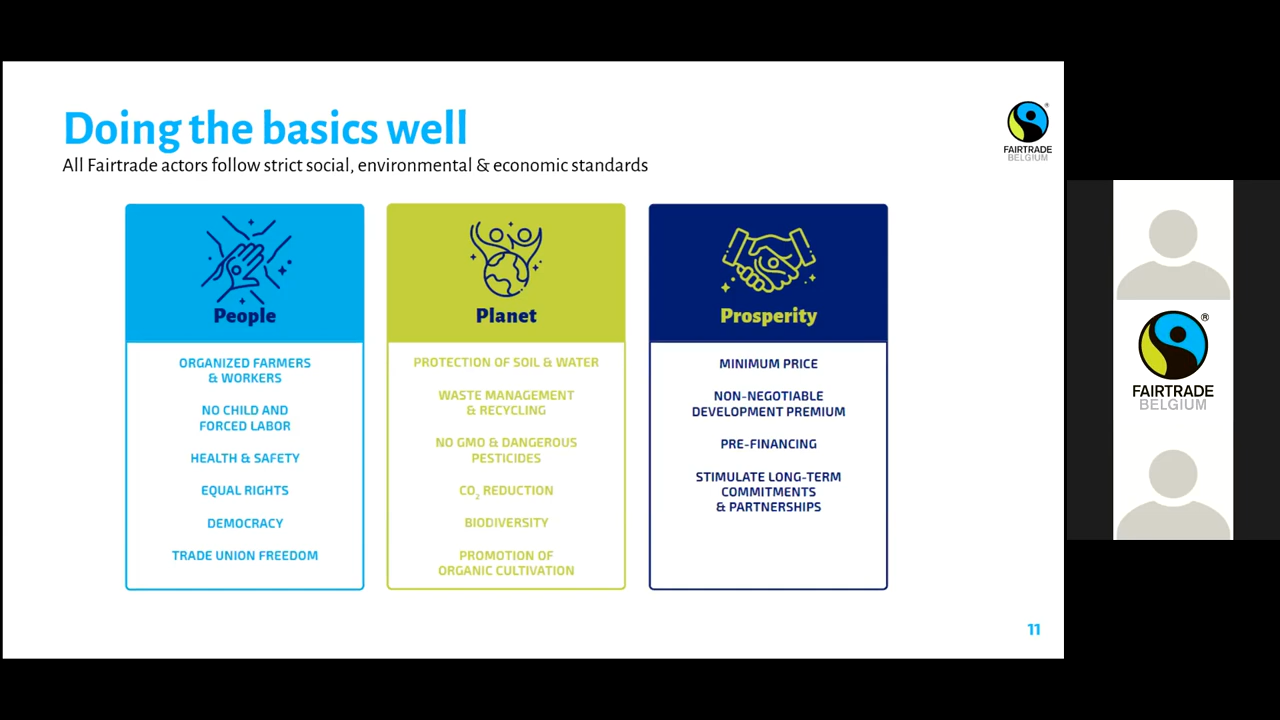 Doing the basics well
All Fairtrade actors follow strict social, environmental & economic standards
®
FAIRTRADE
BELGIUM
People
ORGANIZED FARMERS
& WORKERS
NO CHILD AND
FORCED LABOR
HEALTH & SAFETY
EQUAL RIGHTS
DEMOCRACY
TRADE UNION FREEDOM
Planet
PROTECTION OF SOIL & WATER
WASTE MANAGEMENT
& RECYCLING
NO GMO & DANGEROUS
PESTICIDES
CO₂ REDUCTION
BIODIVERSITY
PROMOTION OF
ORGANIC CULTIVATION
Prosperity
MINIMUM PRICE
NON-NEGOTIABLE
DEVELOPMENT PREMIUM
PRE-FINANCING
STIMULATE LONG-TERM
COMMITMENTS
& PARTNERSHIPS
11
®
FAIRTRADE
BELGIUM